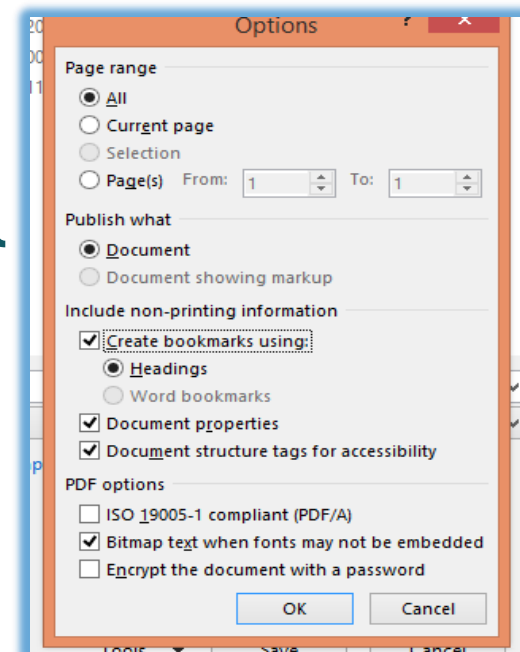 Options ?
Page range
All
Current page
Selection
Page(s) From: 1 To: 1
Publish what
Document
Document showing markup
Include non-printing information
Create bookmarks using:
Headings
Word bookmarks
Document properties
Document structure tags for accessibility
PDF options
ISO 19005-1 compliant (PDF/A)
Bitmap text when fonts may not be embedded
Encrypt the document with a password
OK Cancel
Tools Save Cancel